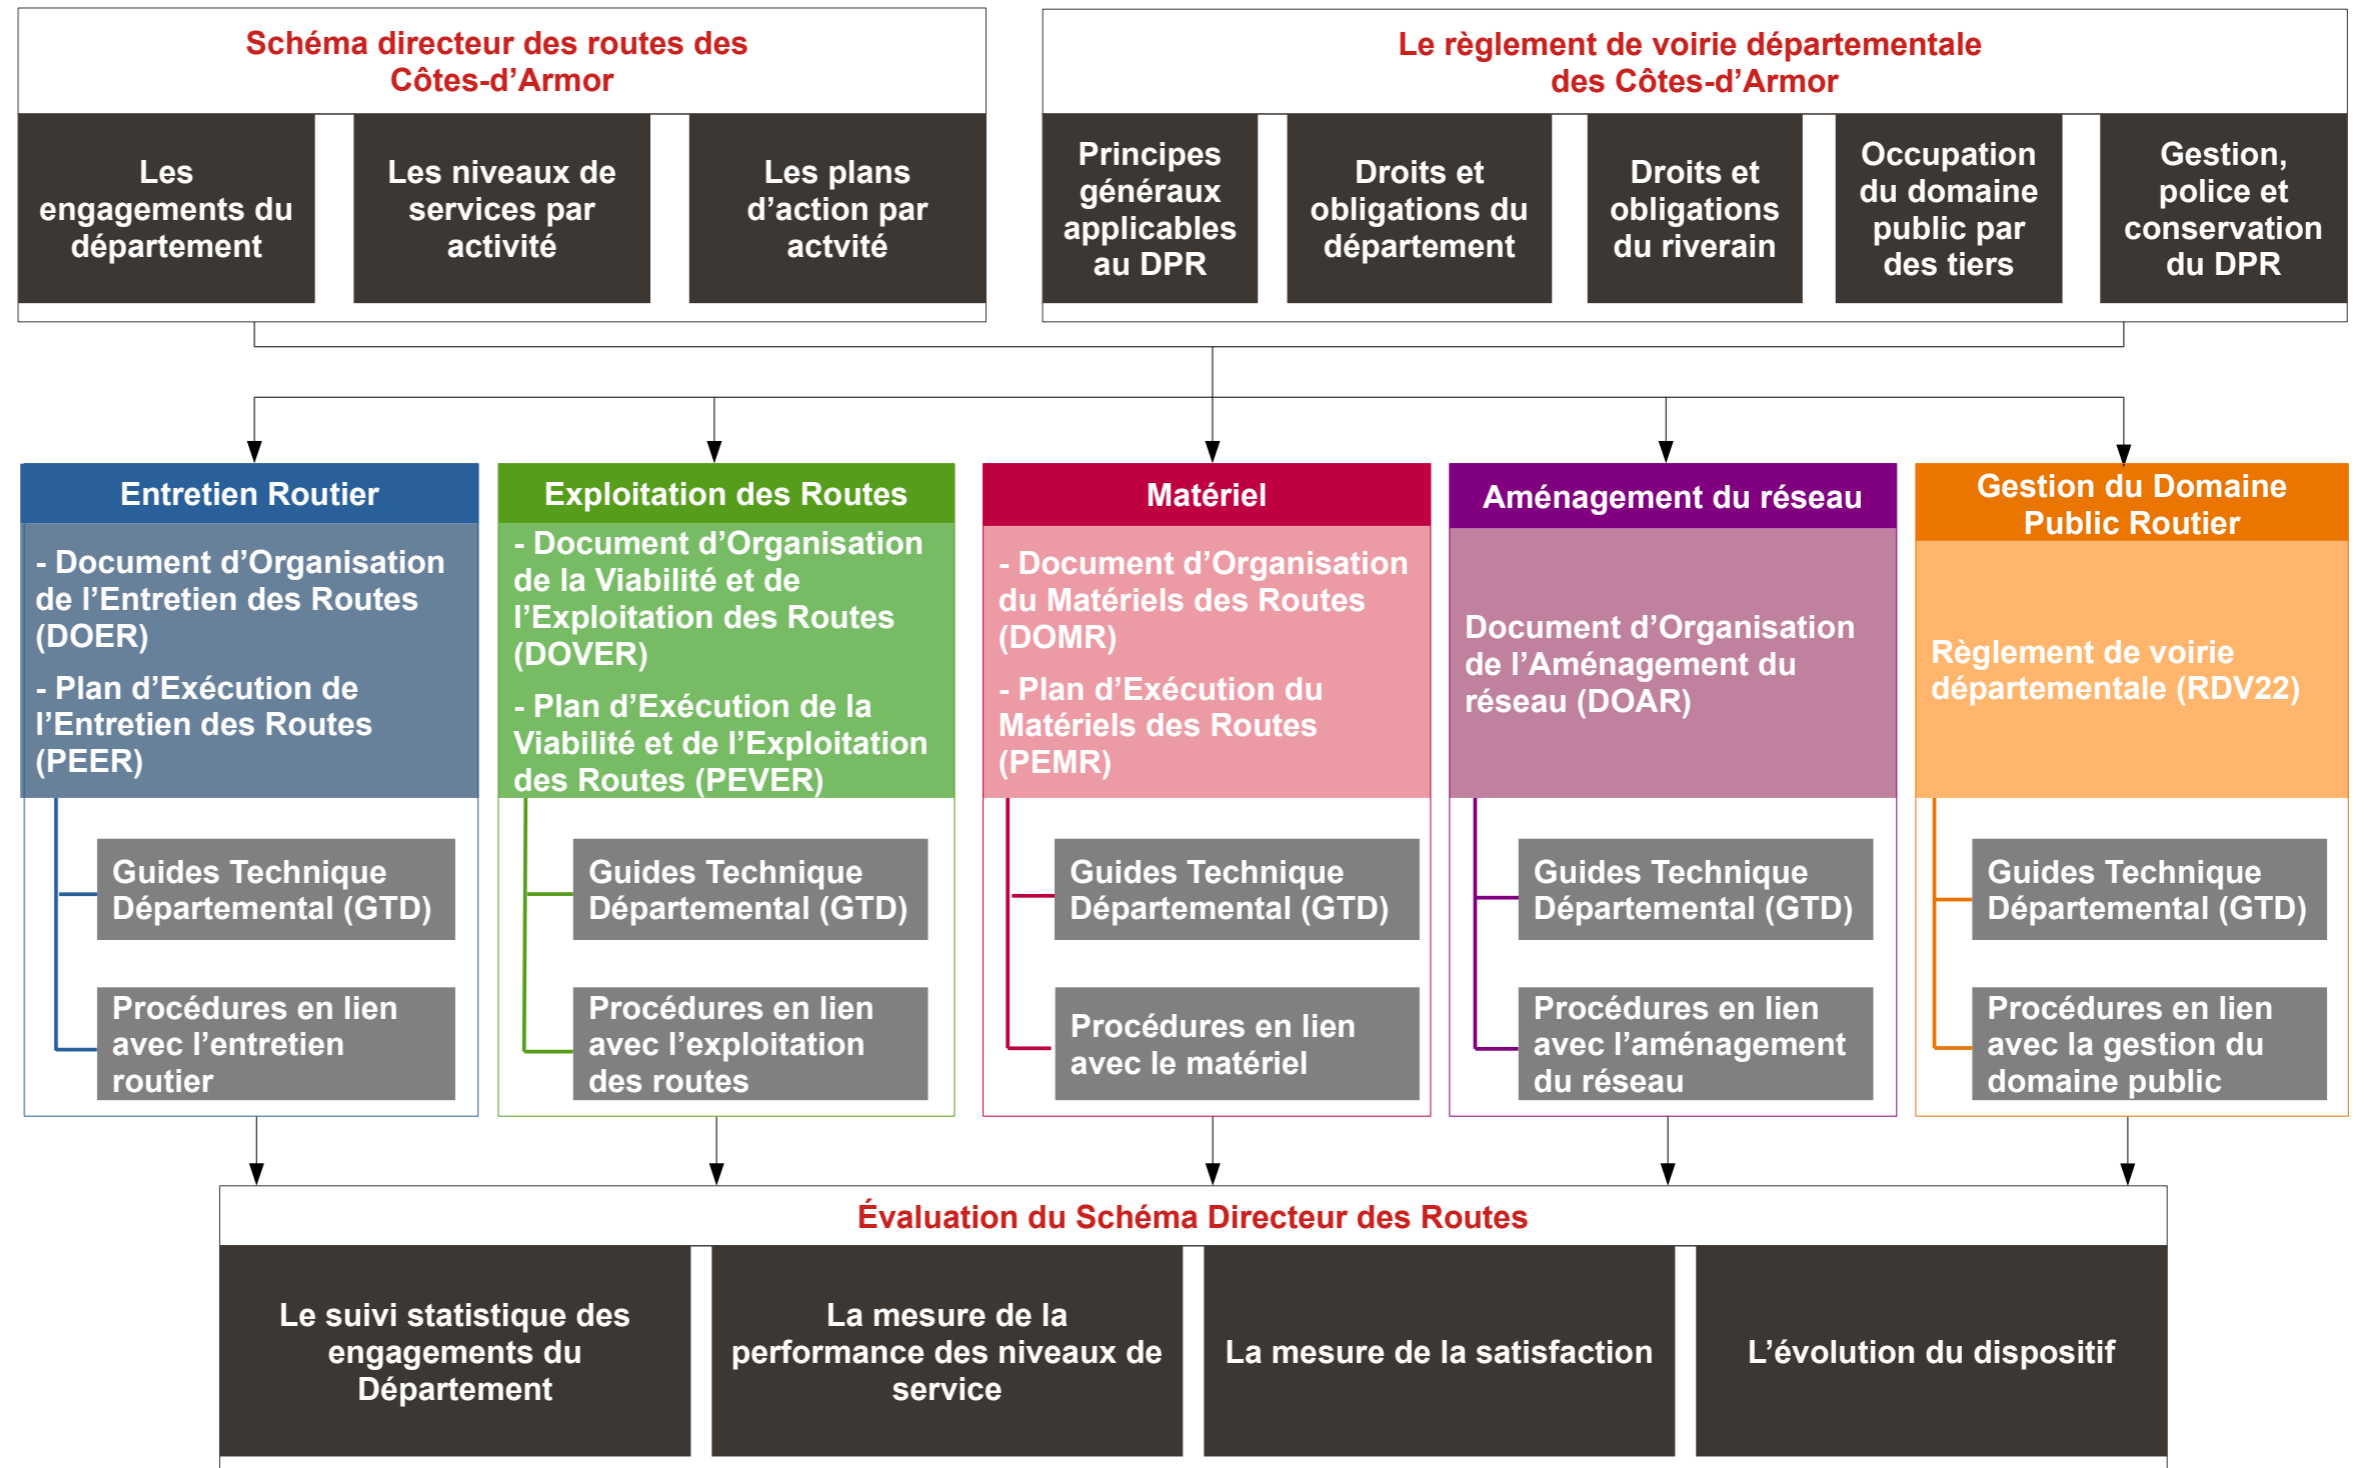 Schéma directeur des routes des
Côtes-d’Armor
Les
engagements du
département
Les niveaux de
services par
activité
Les plans
d’action par
actvité
Le règlement de voirie départementale
des Côtes-d’Armor
Principes
généraux
applicables
au DPR
Droits et
obligations du
département
Droits et
obligations
du riverain
Occupation
du domaine
public par
des tiers
Gestion,
police et
conservation
du DPR
Entretien Routier
- Document d’Organisation
de l’Entretien des Routes
(DOER)
- Plan d’Exécution de
l’Entretien des Routes
(PEER)
Guides Technique
Départemental (GTD)
Procédures en lien
avec l’entretien
routier
Exploitation des Routes
- Document d’Organisation
de la Viabilité et de
l’Exploitation des Routes
(DOVER)
- Plan d’Exécution de la
Viabilité et de l’Exploitation
des Routes (PEVER)
Guides Technique
Départemental (GTD)
Procédures en lien
avec l’exploitation
des routes
Matériel
- Document d’Organisation
du Matériels des Routes
(DOMR)
- Plan d’Exécution du
Matériels des Routes
(PEMR)
Guides Technique
Départemental (GTD)
Procédures en lien
avec le matériel
Aménagement du réseau
Document d’Organisation
de l’Aménagement du
réseau (DOAR)
Guides Technique
Départemental (GTD)
Procédures en lien
avec l’aménagement
du réseau
Gestion du Domaine
Public Routier
Règlement de voirie
départementale (RDV22)
Guides Technique
Départemental (GTD)
Procédures en lien
avec la gestion du
domaine public
Évaluation du Schéma Directeur des Routes
Le suivi statistique des
engagements du
Département
La mesure de la
performance des niveaux de
service
La mesure de la satisfaction
L’évolution du dispositif